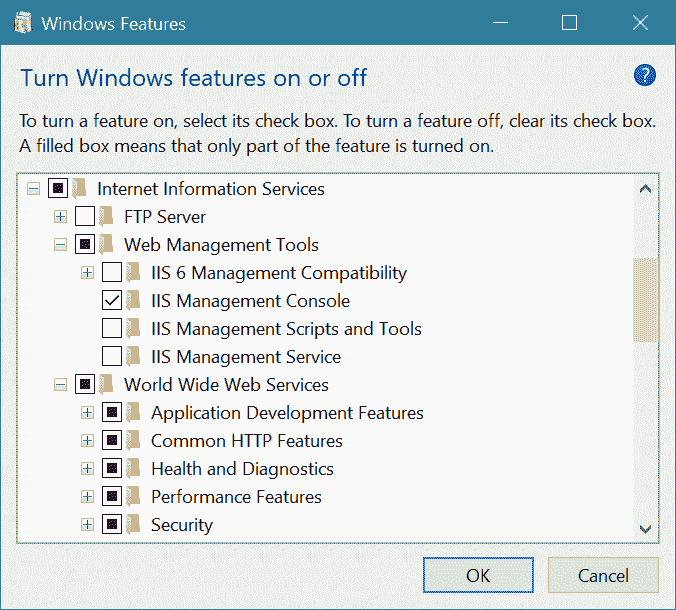 Windows Features
Turn Windows features on or off
?
To turn a feature on, select its check box. To turn a feature off, clear its check box.
A filled box means that only part of the feature is turned on.
Internet Information Services
FTP Server
Web Management Tools
IIS 6 Management Compatibility
IIS Management Console
IIS Management Scripts and Tools
IIS Management Service
World Wide Web Services
Application Development Features
Common HTTP Features
Health and Diagnostics
Performance Features
Security
OK Cancel